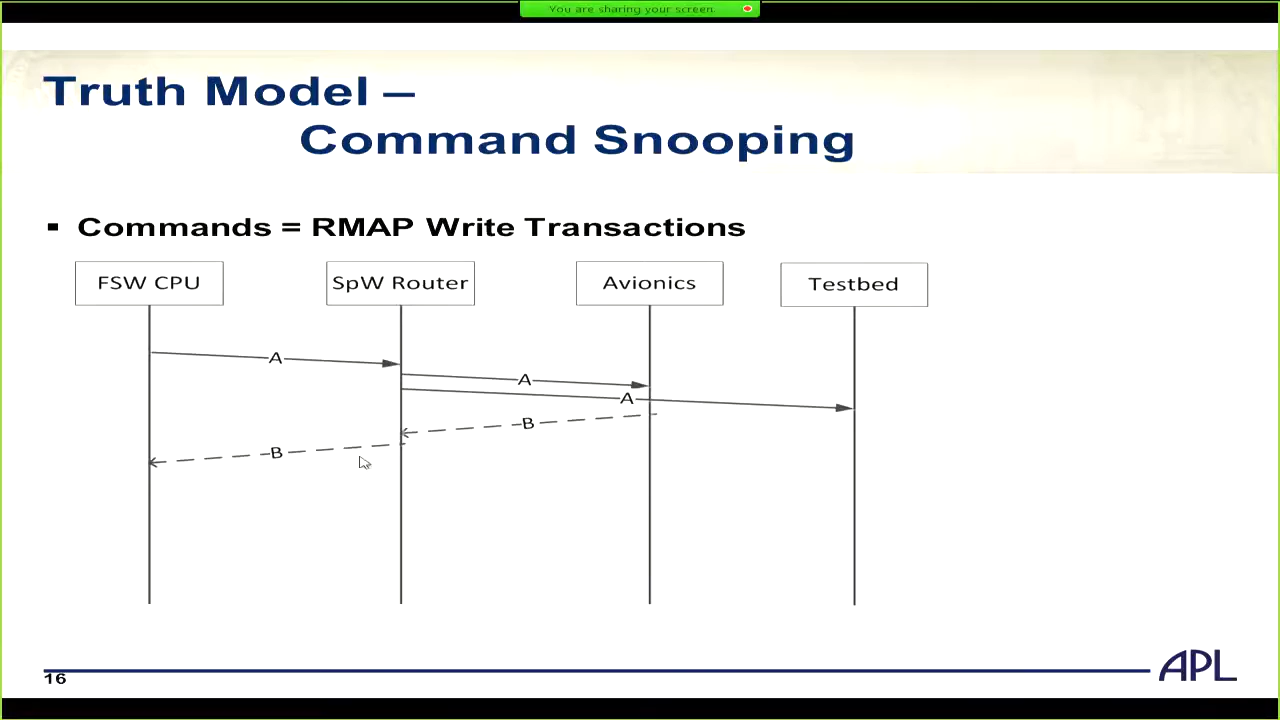 You are sharing your screen.
Truth Model –
Command Snooping
▪ Commands = RMAP Write Transactions
FSW CPU
SpW Router
Avionics
Testbed
A
A
A
B
B
16
APL